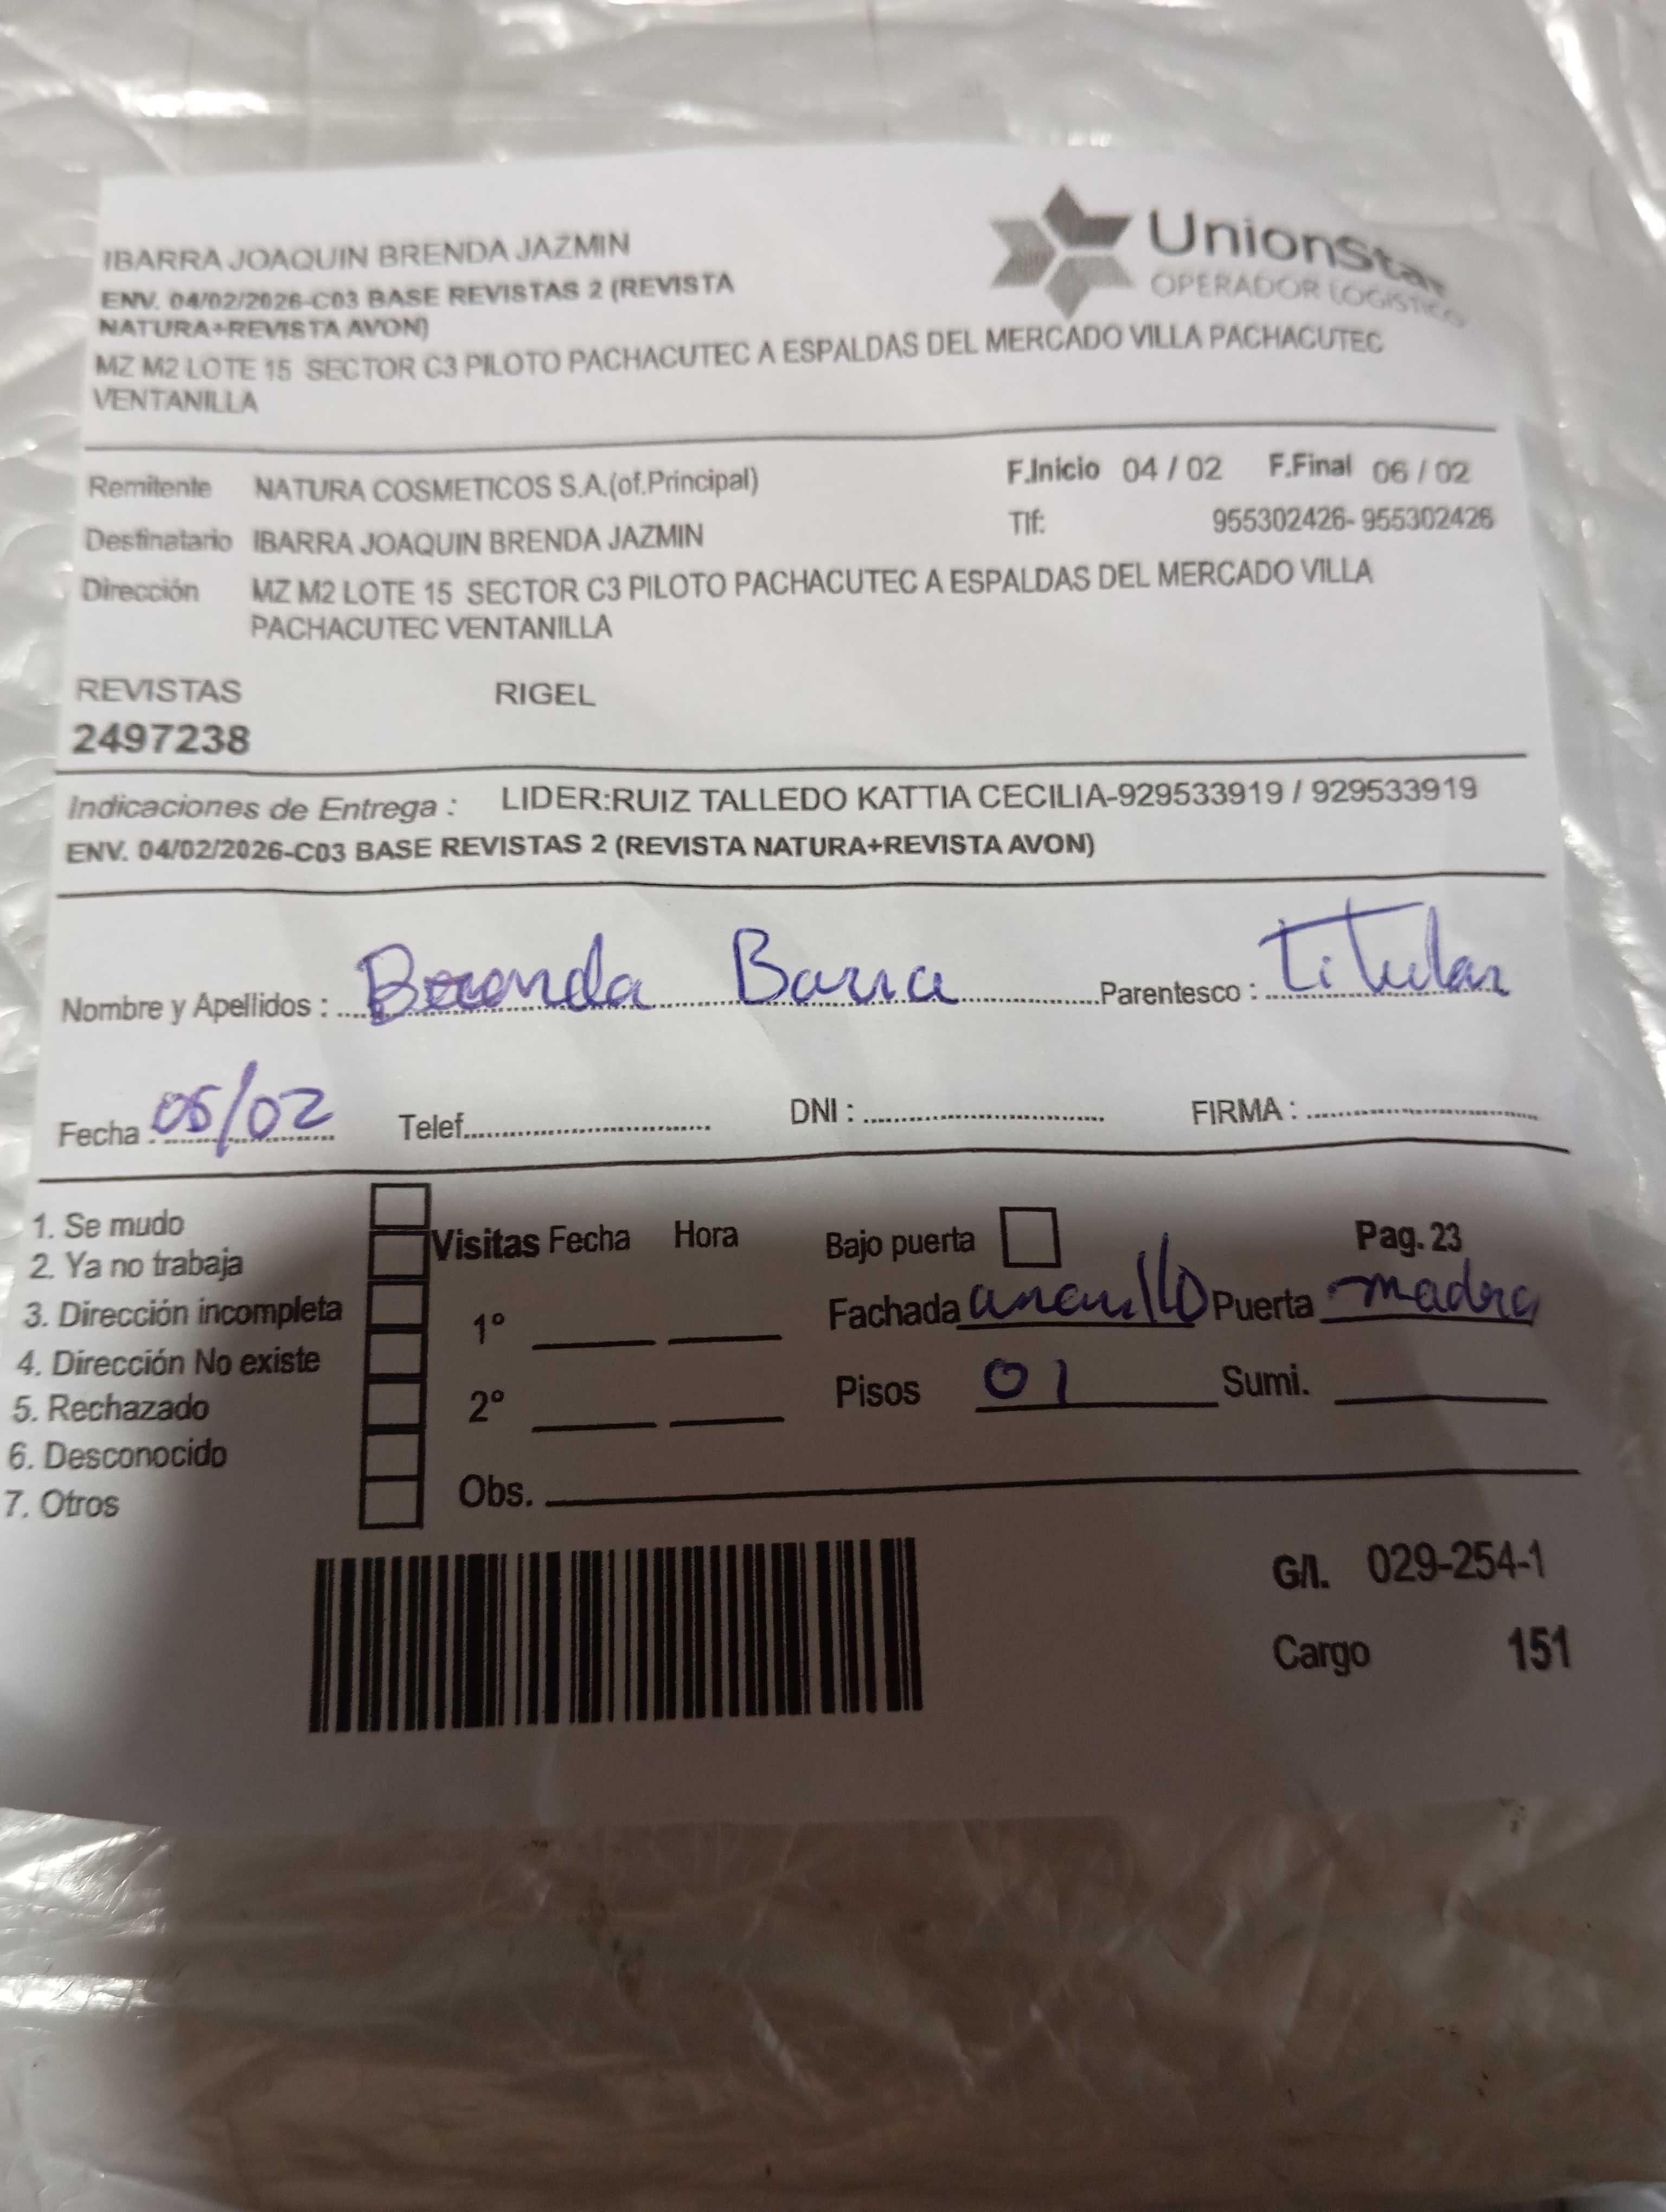 IBARRA JOAQUIN BRENDA JAZMIN
UnionStar
OPERADOR LOGISTICO
ENV. 04/02/2026-C03 BASE REVISTAS 2 (REVISTA
NATURA+REVISTA AVON)
MZ M2 LOTE 15 SECTOR C3 PILOTO PACHACUTEC A ESPALDAS DEL MERCADO VILLA PACHACUTEC
VENTANILLA
Remitente NATURA COSMETICOS S.A.(of.Principal) F.Inicio 04 / 02 F.Final 06 / 02
Destinatario IBARRA JOAQUIN BRENDA JAZMIN Tlf: 955302426- 955302426
Dirección MZ M2 LOTE 15 SECTOR C3 PILOTO PACHACUTEC A ESPALDAS DEL MERCADO VILLA
PACHACUTEC VENTANILLA
REVISTAS RIGEL
2497238
Indicaciones de Entrega : LIDER:RUIZ TALLEDO KATTIA CECILIA-929533919 / 929533919
ENV. 04/02/2026-C03 BASE REVISTAS 2 (REVISTA NATURA+REVISTA AVON)
Nombre y Apellidos : Brenda Barra Parentesco : Titular
Fecha : 05/02 Telef. DNI : FIRMA :
1. Se mudo
2. Ya no trabaja
3. Dirección incompleta
4. Dirección No existe
5. Rechazado
6. Desconocido
7. Otros
Visitas Fecha Hora
1°
2°
Obs.
Bajo puerta Pag. 23
Fachada amarillo Puerta madra
Pisos 01 Sumi.
G/I. 029-254-1
Cargo 151